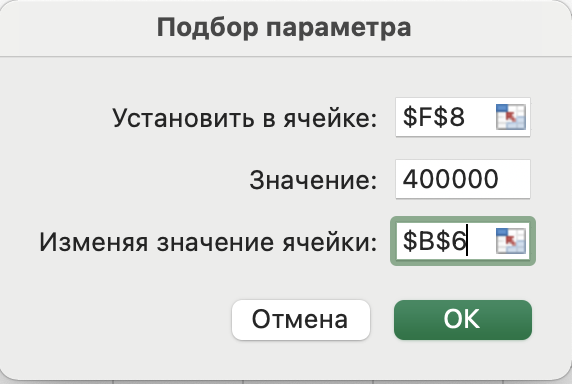 Подбор параметра
Установить в ячейке: $F$8
Значение: 400000
Изменяя значение ячейки: $B$6
Отмена OK